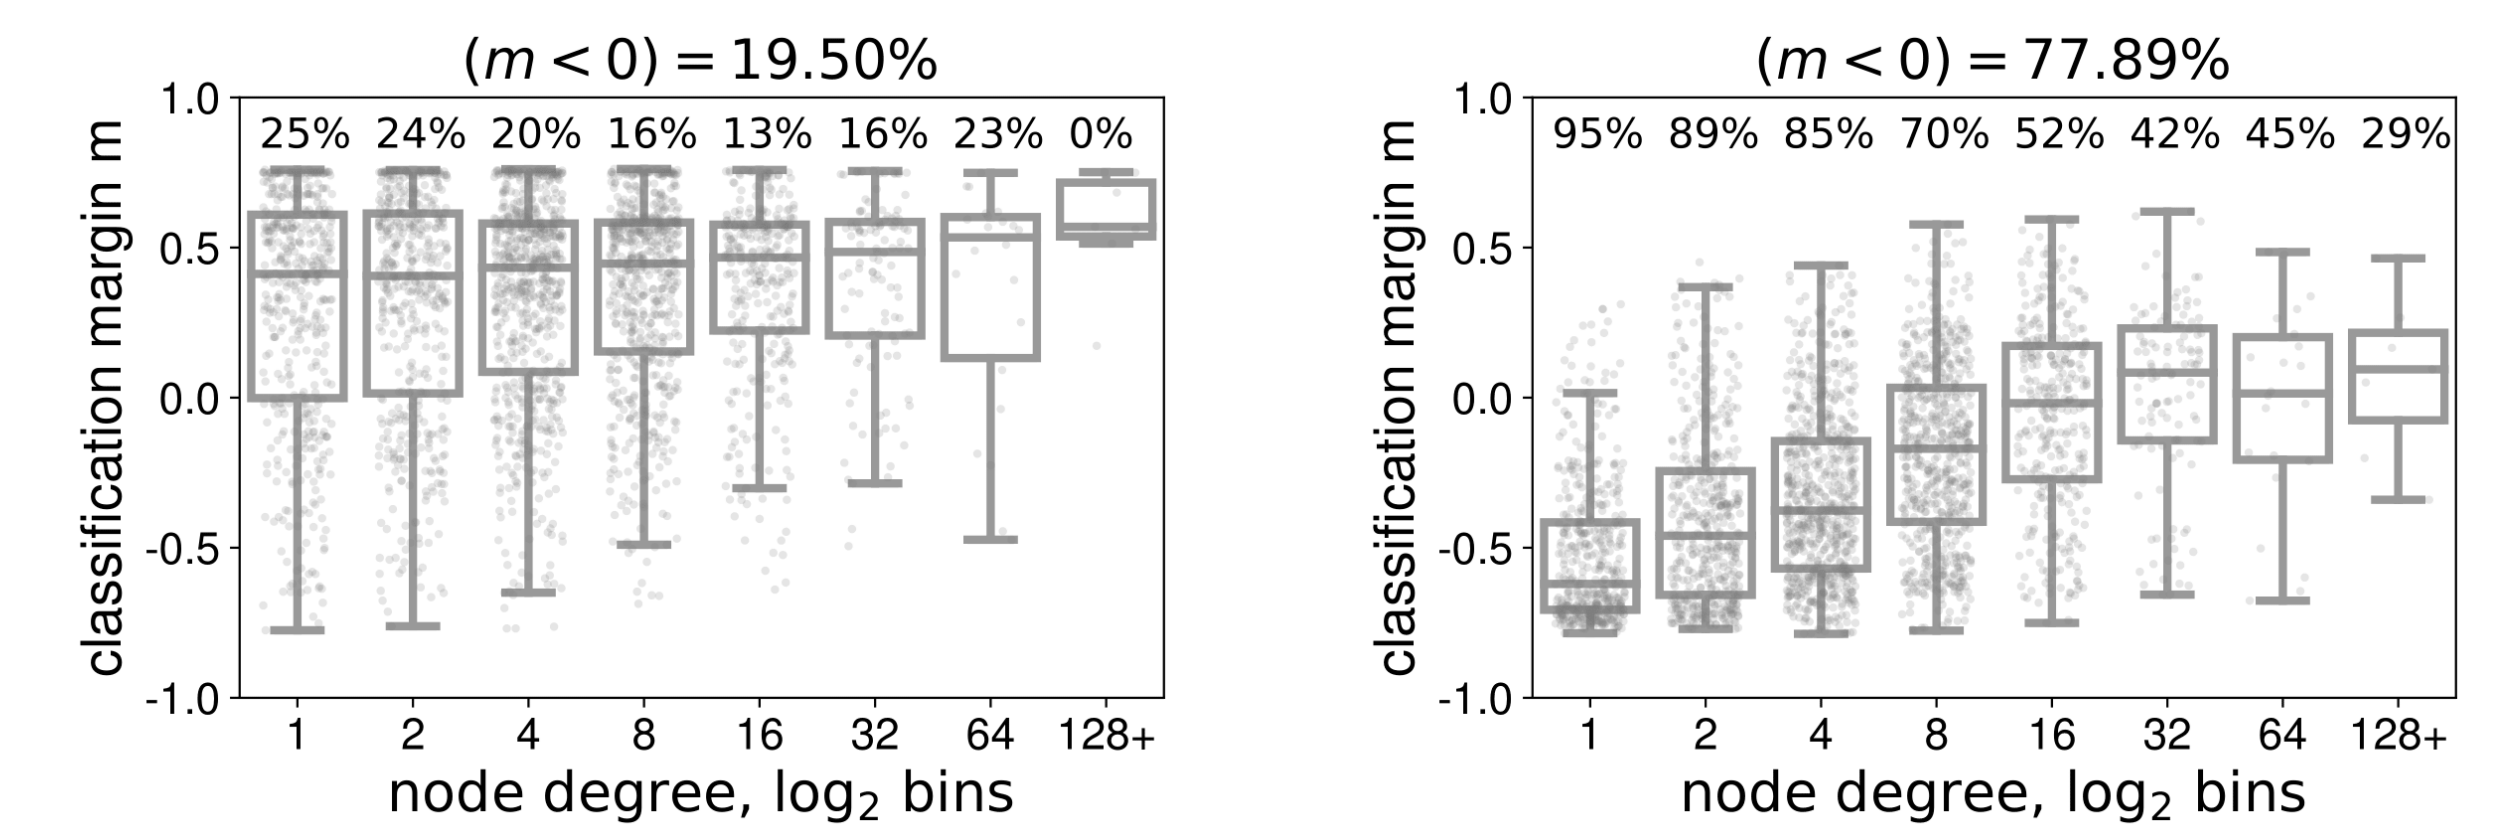 (m < 0) = 19.50%
classification margin m
1.0
0.5
0.0
-0.5
-1.0
25% 24% 20% 16% 13% 16% 23% 0%
1 2 4 8 16 32 64 128+
node degree, log₂ bins
(m < 0) = 77.89%
classification margin m
1.0
0.5
0.0
-0.5
-1.0
95% 89% 85% 70% 52% 42% 45% 29%
1 2 4 8 16 32 64 128+
node degree, log₂ bins